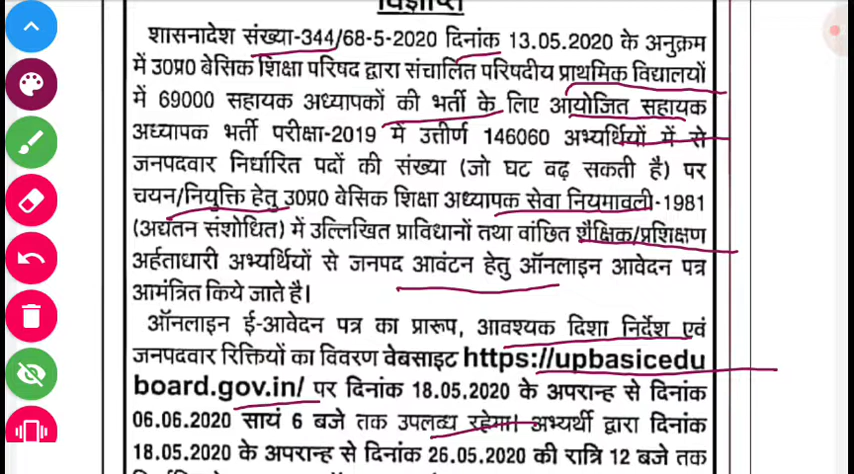 विज्ञप्ति
शासनादेश संख्या-344/68-5-2020 दिनांक 13.05.2020 के अनुक्रम
में उ0प्र0 बेसिक शिक्षा परिषद द्वारा संचालित परिषदीय प्राथमिक विद्यालयों
में 69000 सहायक अध्यापकों की भर्ती के लिए आयोजित सहायक
अध्यापक भर्ती परीक्षा-2019 में उत्तीर्ण 146060 अभ्यर्थियों में से
जनपदवार निर्धारित पदों की संख्या (जो घट बढ़ सकती है) पर
चयन/नियुक्ति हेतु उ0प्र0 बेसिक शिक्षा अध्यापक सेवा नियमावली-1981
(अद्यतन संशोधित) में उल्लिखित प्राविधानों तथा वांछित शैक्षिक/प्रशिक्षण
अर्हताधारी अभ्यर्थियों से जनपद आवंटन हेतु ऑनलाइन आवेदन पत्र
आमंत्रित किये जाते है।
ऑनलाइन ई-आवेदन पत्र का प्रारूप, आवश्यक दिशा निर्देश एवं
जनपदवार रिक्तियों का विवरण वेबसाइट https://upbasicedu
board.gov.in/ पर दिनांक 18.05.2020 के अपरान्ह से दिनांक
06.06.2020 सायं 6 बजे तक उपलब्ध रहेगा। अभ्यर्थी द्वारा दिनांक
18.05.2020 के अपरान्ह से दिनांक 26.05.2020 की रात्रि 12 बजे तक